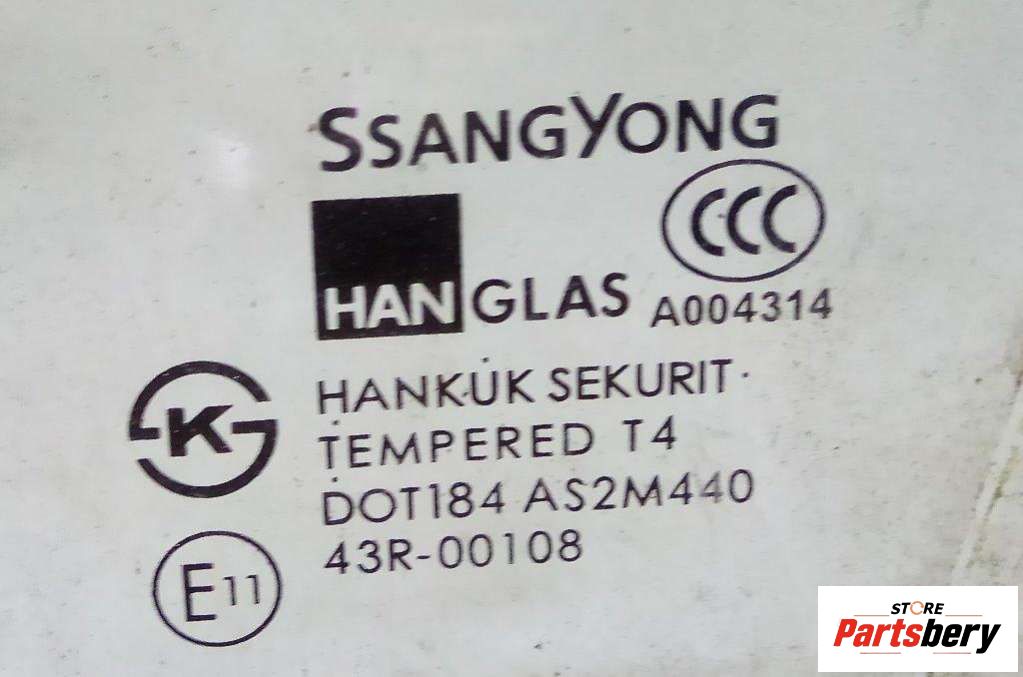 SSANGYONG
CCC
HANGLAS
A004314
HANKUK SEKURIT
K
TEMPERED T4
DOT184 AS2M440
43R-00108
E11
STORE
Partsbery